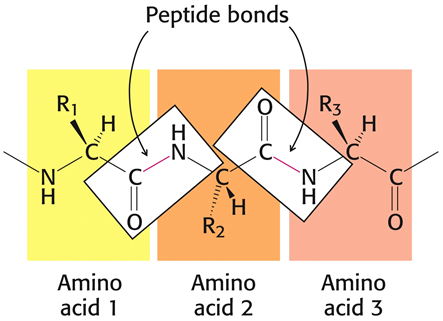 Peptide bonds
R1 H O R3 H
C H N C C
N H C O C H R2 N H C O
Amino acid 1
Amino acid 2
Amino acid 3